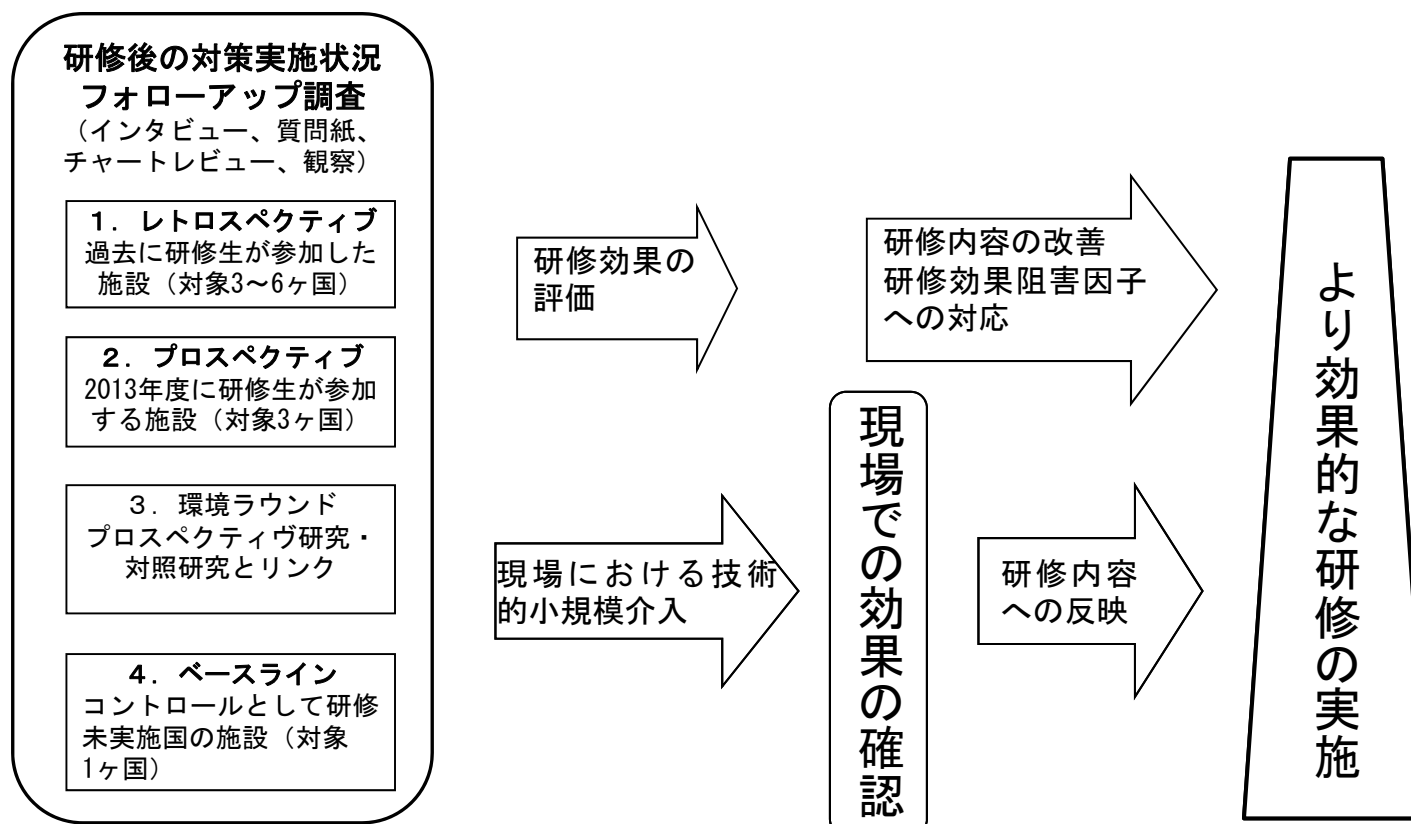 研修後の対策実施状況
フォローアップ調査
（インタビュー、質問紙、
チャートレビュー、観察）
１．レトロスペクティブ
過去に研修生が参加した
施設（対象3～6ヶ国）
２．プロスペクティブ
2013年度に研修生が参加
する施設（対象3ヶ国）
３．環境ラウンド
プロスペクティヴ研究・
対照研究とリンク
４．ベースライン
コントロールとして研修
未実施国の施設（対象
1ヶ国）
研修効果の
評価
研修内容の改善
研修効果阻害因子
への対応
現場における技術
的小規模介入
現場での効果の確認
研修内容
への反映
より効果的な研修の実施